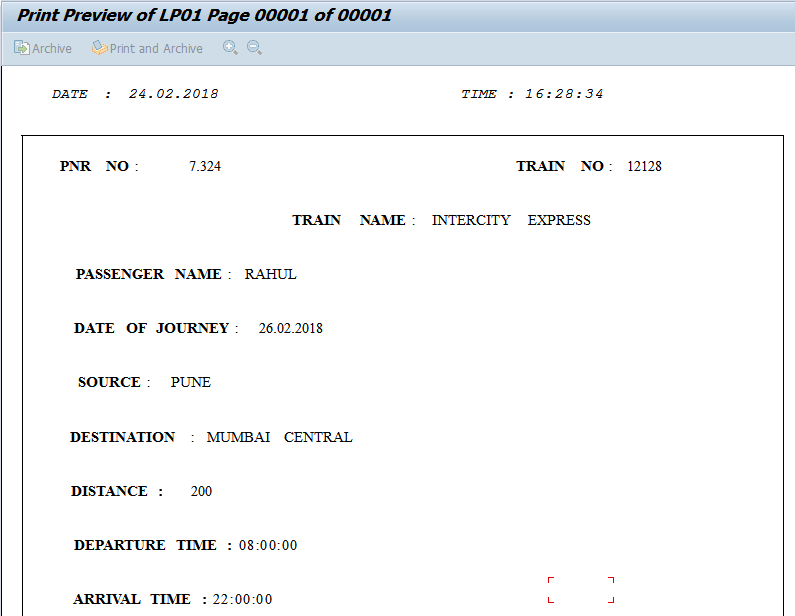 Print Preview of LP01 Page 00001 of 00001
Archive Print and Archive
DATE : 24.02.2018 TIME : 16:28:34
PNR NO : 7.324 TRAIN NO : 12128
TRAIN NAME : INTERCITY EXPRESS
PASSENGER NAME : RAHUL
DATE OF JOURNEY : 26.02.2018
SOURCE : PUNE
DESTINATION : MUMBAI CENTRAL
DISTANCE : 200
DEPARTURE TIME : 08:00:00
ARRIVAL TIME : 22:00:00